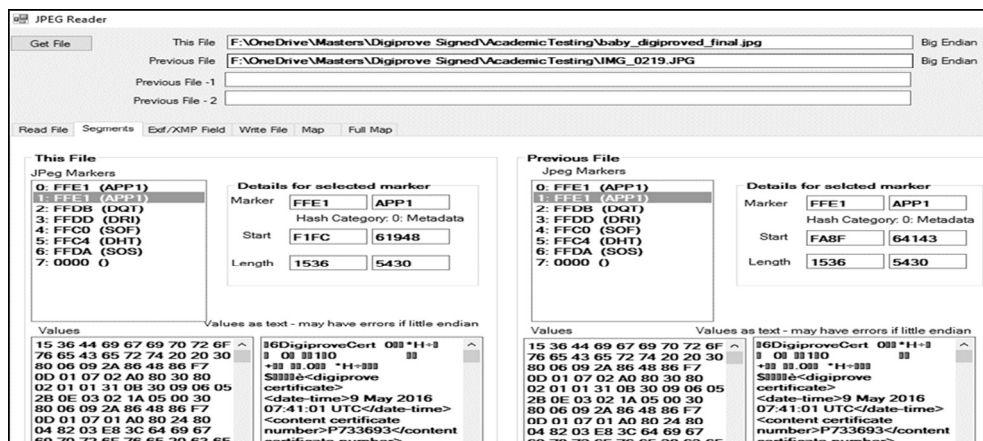 JPEG Reader
Get File This File F:\OneDrive\Masters\Digiprove Signed\AcademicTesting\baby_digiproved_final.jpg Big Endian
Previous File F:\OneDrive\Masters\Digiprove Signed\AcademicTesting\IMG_0219.JPG Big Endian
Previous File -1
Previous File - 2
Read File Segments Exif/XMP Field Write File Map Full Map
This File
JPeg Markers
0: FFE1 (APP1)
1: FFE1 (APP1)
2: FFDB (DQT)
3: FFDD (DRI)
4: FFC0 (SOF)
5: FFC4 (DHT)
6: FFDA (SOS)
7: 0000 ()
Details for selected marker
Marker FFE1 APP1
Hash Category: 0: Metadata
Start F1FC 61948
Length 1536 5430
Values as text - may have errors if little endian
Values
15 36 44 69 67 69 70 72 6F
76 65 43 65 72 74 20 20 30
80 06 09 2A 86 48 86 F7
0D 01 07 02 A0 80 30 80
02 01 01 31 0B 30 09 06 05
2B 0E 03 02 1A 05 00 30
80 06 09 2A 86 48 86 F7
0D 01 07 01 A0 80 24 80
04 82 03 E8 3C 64 69 67
6DigiproveCert
<digiprove
certificate>
<date-time>9 May 2016
07:41:01 UTC</date-time>
<content certificate
number>P733693</content
certificate number>
Previous File
Jpeg Markers
0: FFE1 (APP1)
1: FFE1 (APP1)
2: FFDB (DQT)
3: FFDD (DRI)
4: FFC0 (SOF)
5: FFC4 (DHT)
6: FFDA (SOS)
7: 0000 ()
Details for selcted marker
Marker FFE1 APP1
Hash Category: 0: Metadata
Start FA8F 64143
Length 1536 5430
Values as text - may have errors if little endian
Values
15 36 44 69 67 69 70 72 6F
76 65 43 65 72 74 20 20 30
80 06 09 2A 86 48 86 F7
0D 01 07 02 A0 80 30 80
02 01 01 31 0B 30 09 06 05
2B 0E 03 02 1A 05 00 30
80 06 09 2A 86 48 86 F7
0D 01 07 01 A0 80 24 80
04 82 03 E8 3C 64 69 67
6DigiproveCert
<digiprove
certificate>
<date-time>9 May 2016
07:41:01 UTC</date-time>
<content certificate
number>P733693</content
certificate number>